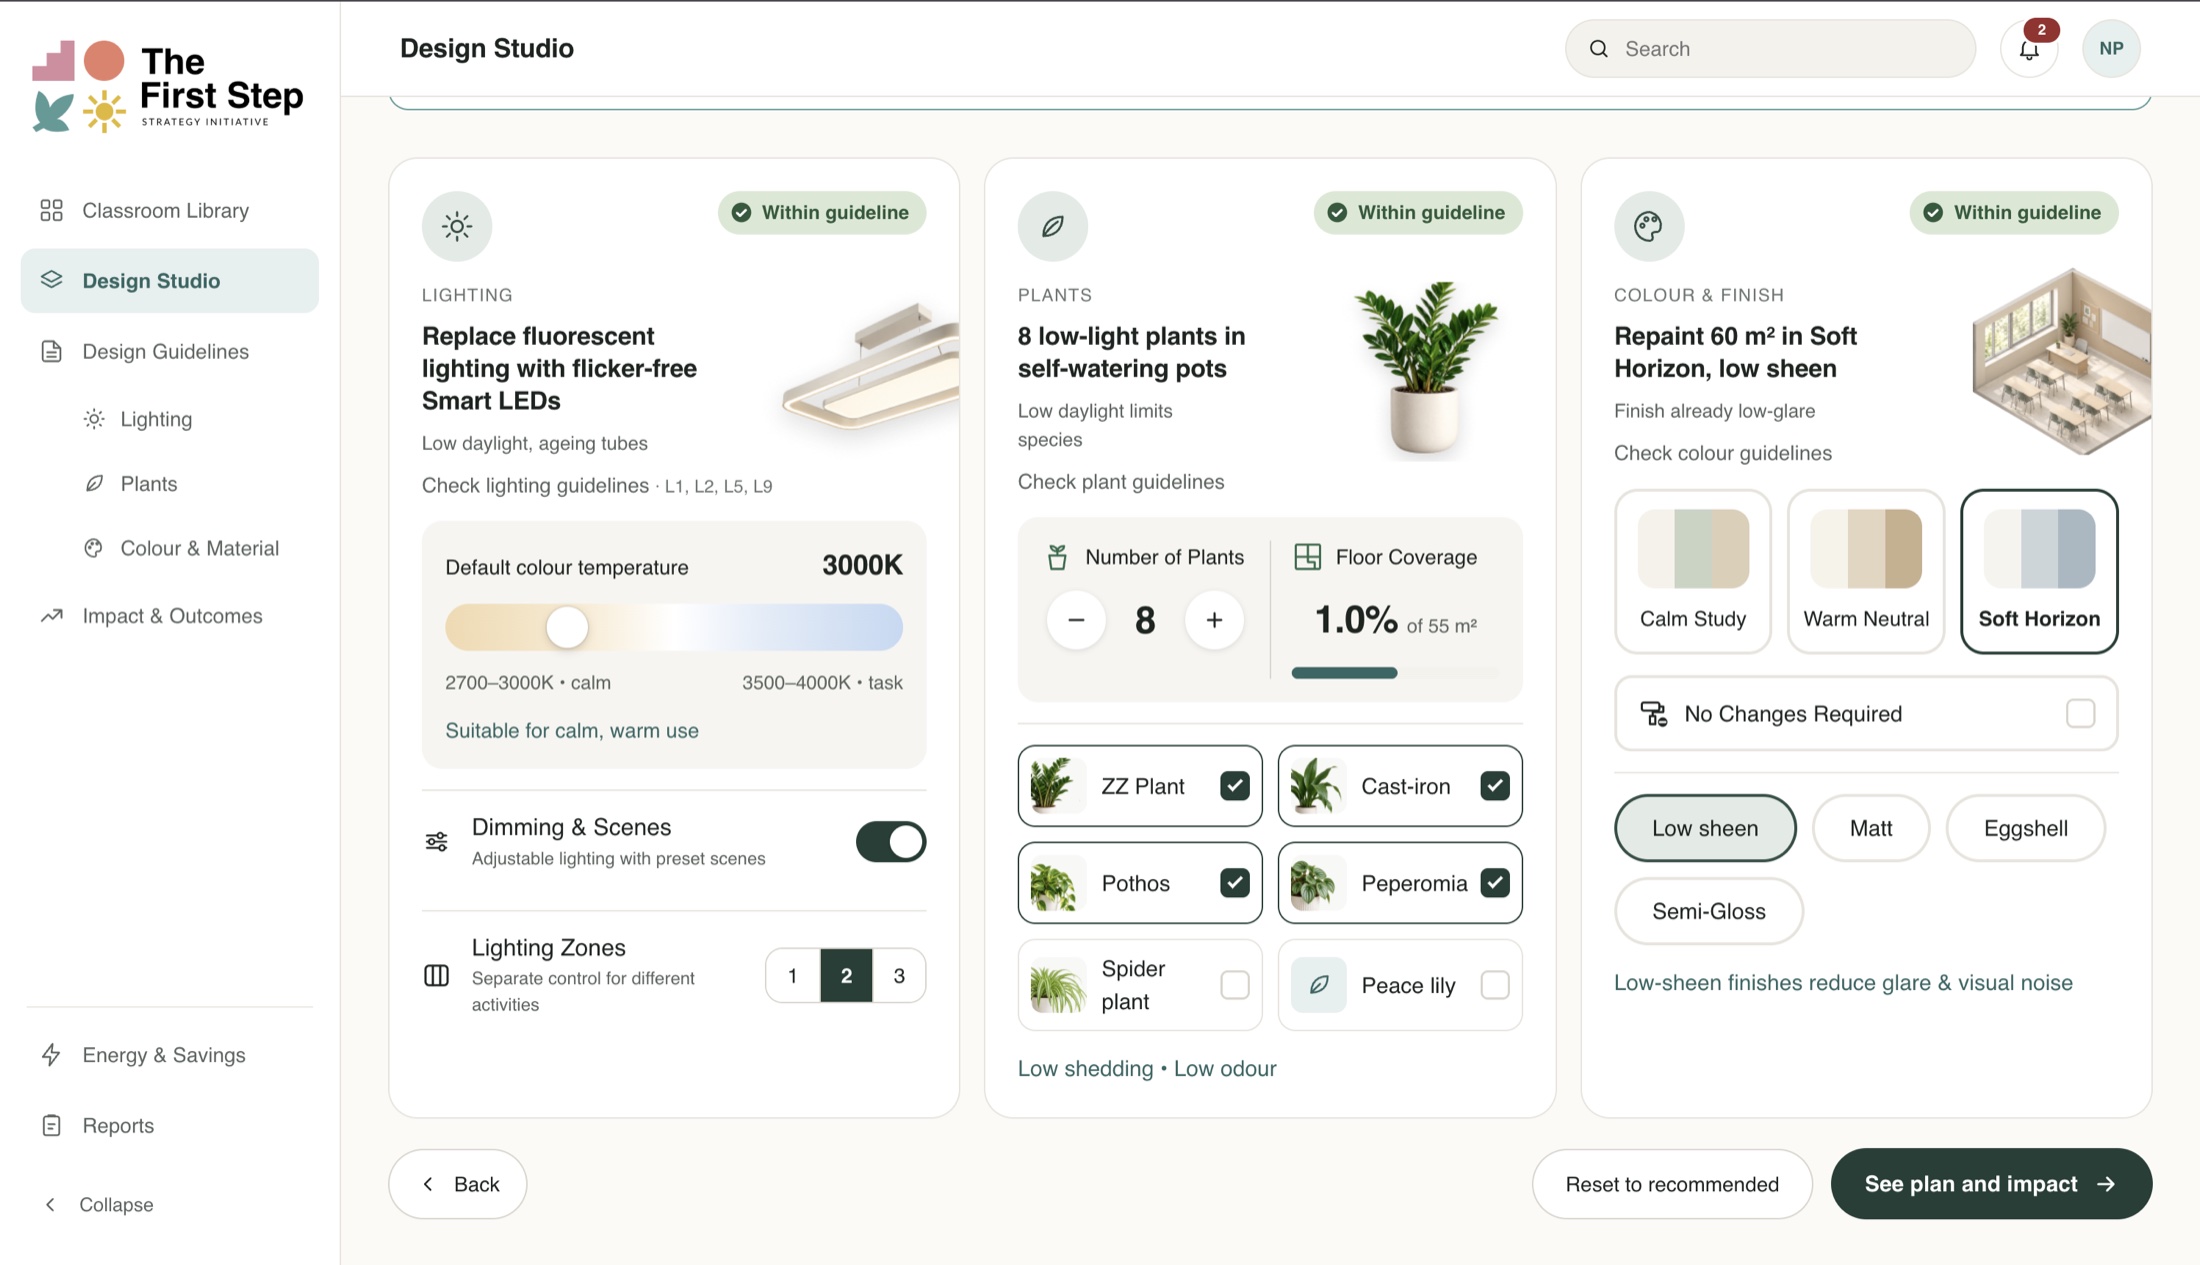 The
First Step
STRATEGY INITIATIVE
Classroom Library
Design Studio
Design Guidelines
Lighting
Plants
Colour & Material
Impact & Outcomes
Energy & Savings
Reports
Collapse
Design Studio
Search
2
NP
Within guideline
LIGHTING
Replace fluorescent
lighting with flicker-free
Smart LEDs
Low daylight, ageing tubes
Check lighting guidelines · L1, L2, L5, L9
Default colour temperature
3000K
2700–3000K • calm
3500–4000K • task
Suitable for calm, warm use
Dimming & Scenes
Adjustable lighting with preset scenes
Lighting Zones
Separate control for different
activities
1 2 3
Within guideline
PLANTS
8 low-light plants in
self-watering pots
Low daylight limits
species
Check plant guidelines
Number of Plants
− 8 +
Floor Coverage
1.0% of 55 m²
ZZ Plant
Cast-iron
Pothos
Peperomia
Spider
plant
Peace lily
Low shedding • Low odour
Within guideline
COLOUR & FINISH
Repaint 60 m² in Soft
Horizon, low sheen
Finish already low-glare
Check colour guidelines
Calm Study
Warm Neutral
Soft Horizon
No Changes Required
Low sheen
Matt
Eggshell
Semi-Gloss
Low-sheen finishes reduce glare & visual noise
Back
Reset to recommended
See plan and impact